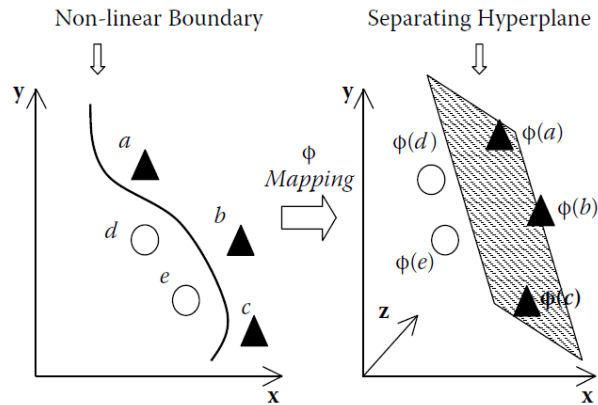 Non-linear Boundary
Separating Hyperplane
y
a
d
b
e
c
x
ϕ
Mapping
y
ϕ(a)
ϕ(d)
ϕ(b)
ϕ(e)
ϕ(c)
z
x